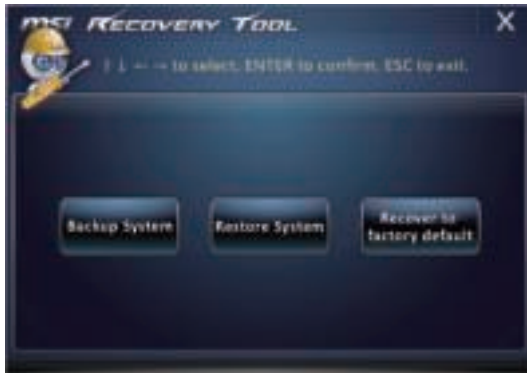 msi RECOVERY TOOL X
↑ ↓ ← → to select. ENTER to confirm. ESC to exit.
Backup System
Restore System
Recover to
factory default